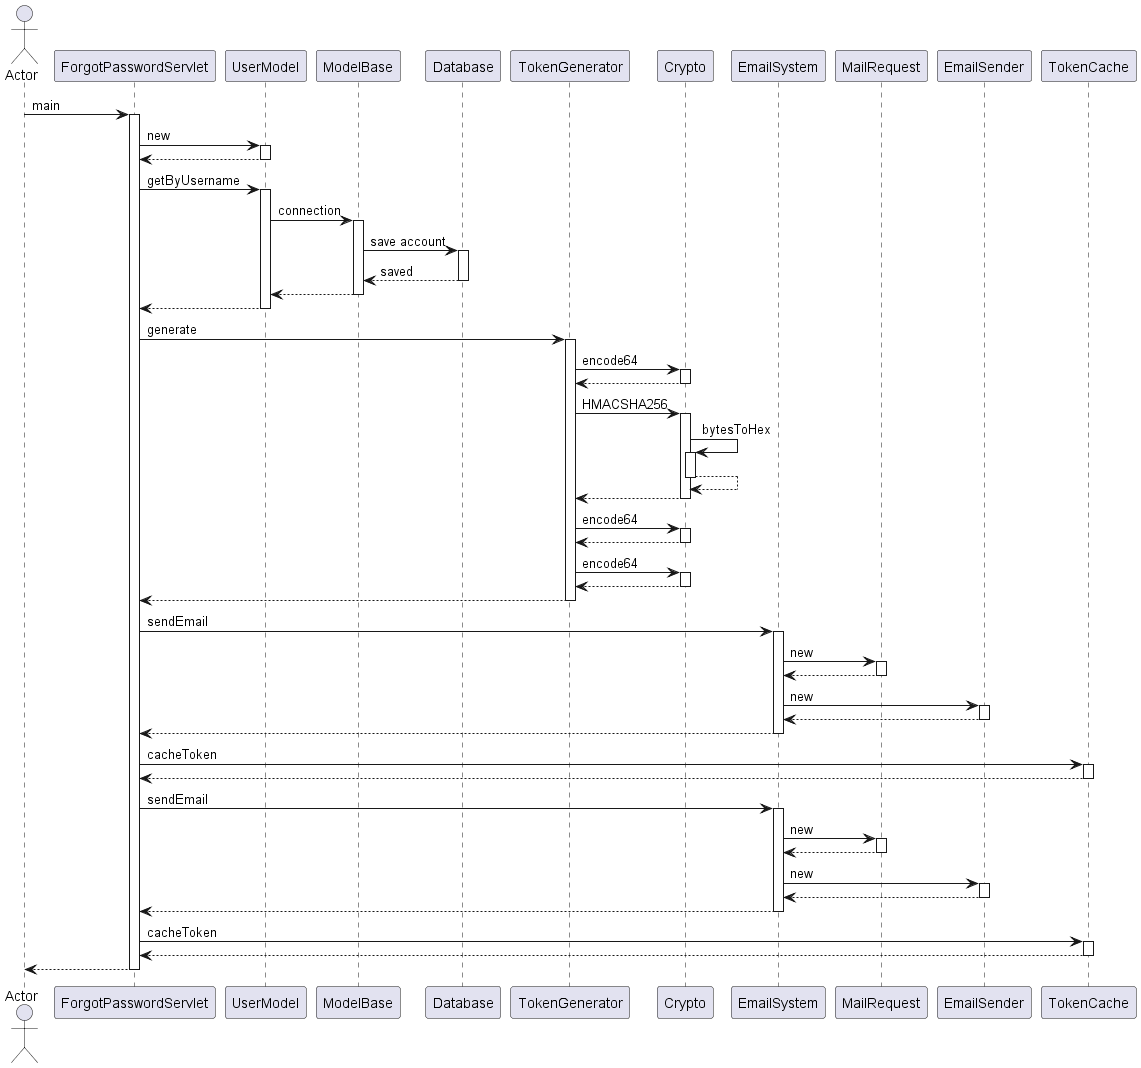 Actor
ForgotPasswordServlet UserModel ModelBase Database TokenGenerator Crypto EmailSystem MailRequest EmailSender TokenCache
main
new
getByUsername
connection
save account
saved
generate
encode64
HMACSHA256
bytesToHex
encode64
encode64
sendEmail
new
new
cacheToken
sendEmail
new
new
cacheToken
Actor
ForgotPasswordServlet UserModel ModelBase Database TokenGenerator Crypto EmailSystem MailRequest EmailSender TokenCache